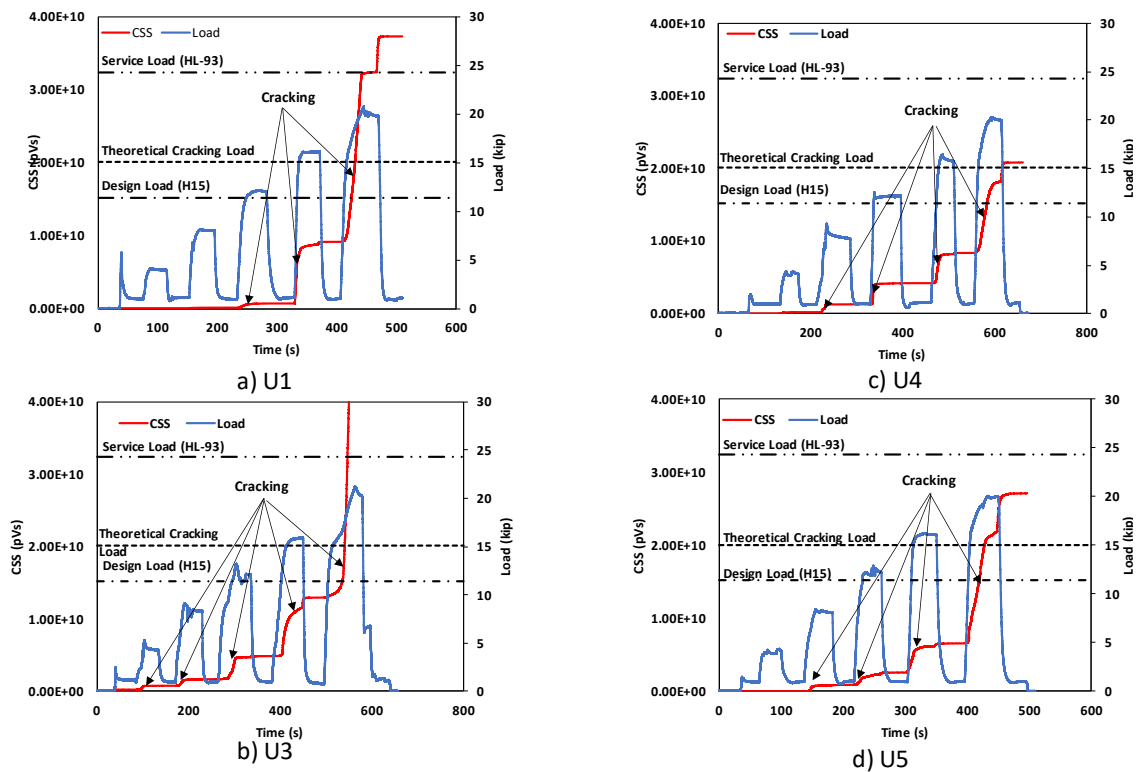 4.00E+10
3.00E+10
2.00E+10
1.00E+10
0.00E+00
CSS (pVs)
CSS Load
Service Load (HL-93)
Cracking
Theoretical Cracking Load
Design Load (H15)
30
25
20
15
10
5
0
Load (kip)
0 100 200 300 400 500 600
Time (s)
a) U1
4.00E+10
3.00E+10
2.00E+10
1.00E+10
0.00E+00
CSS (pVs)
CSS Load
Service Load (HL-93)
Cracking
Theoretical Cracking Load
Design Load (H15)
30
25
20
15
10
5
0
Load (kip)
0 200 400 600 800
Time (s)
c) U4
4.00E+10
3.00E+10
2.00E+10
1.00E+10
0.00E+00
CSS (pVs)
CSS Load
Service Load (HL-93)
Cracking
Theoretical Cracking
Load
Design Load (H15)
30
25
20
15
10
5
0
Load (kip)
0 200 400 600 800
Time (s)
b) U3
4.00E+10
3.00E+10
2.00E+10
1.00E+10
0.00E+00
CSS (pVs)
CSS Load
Service Load (HL-93)
Cracking
Theoretical Cracking Load
Design Load (H15)
30
25
20
15
10
5
0
Load (kip)
0 100 200 300 400 500 600
Time (s)
d) U5